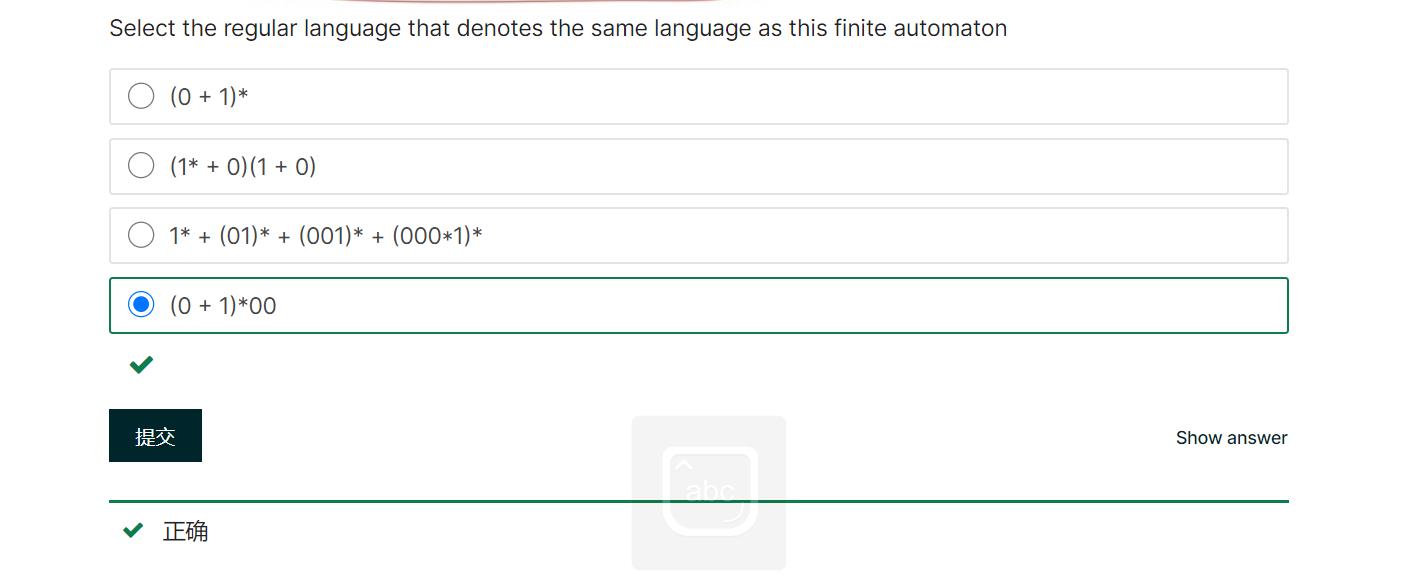 Select the regular language that denotes the same language as this finite automaton
(0 + 1)*
(1* + 0)(1 + 0)
1* + (01)* + (001)* + (000*1)*
(0 + 1)*00
提交
Show answer
abc
正确